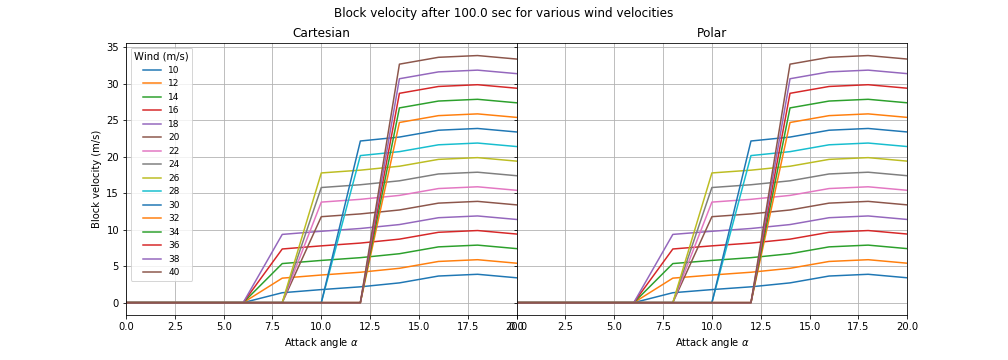 Block velocity after 100.0 sec for various wind velocities
Cartesian
Polar
Block velocity (m/s)
35
30
25
20
15
10
5
0
Wind (m/s)
10
12
14
16
18
20
22
24
26
28
30
32
34
36
38
40
0.0 2.5 5.0 7.5 10.0 12.5 15.0 17.5 20.0
0.0 2.5 5.0 7.5 10.0 12.5 15.0 17.5 20.0
Attack angle α
Attack angle α